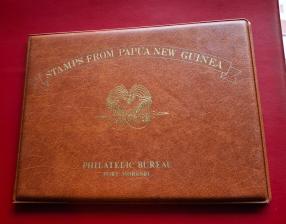 STAMPS FROM PAPUA NEW GUINEA
PHILATELIC BUREAU
PORT MORESBY